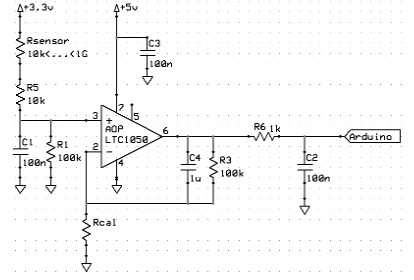 +3.3v
+5v
Rsensor
10k<...<1G
C3
100n
R5
10k
3
7
5
+
AOP
LTC1050
6
2
-
4
C1
100n
R1
100k
C4
1u
R3
100k
R6 1k
Arduino
C2
100n
Rcal